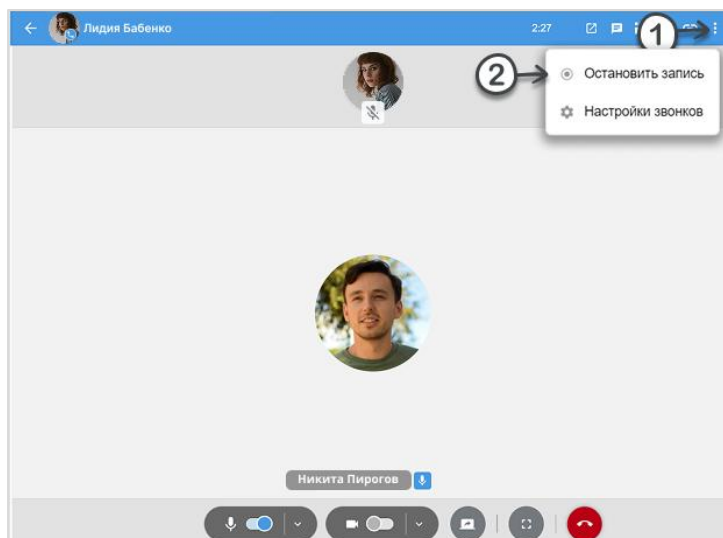 Лидия Бабенко
2:27
1
2
Остановить запись
Настройки звонков
Никита Пирогов